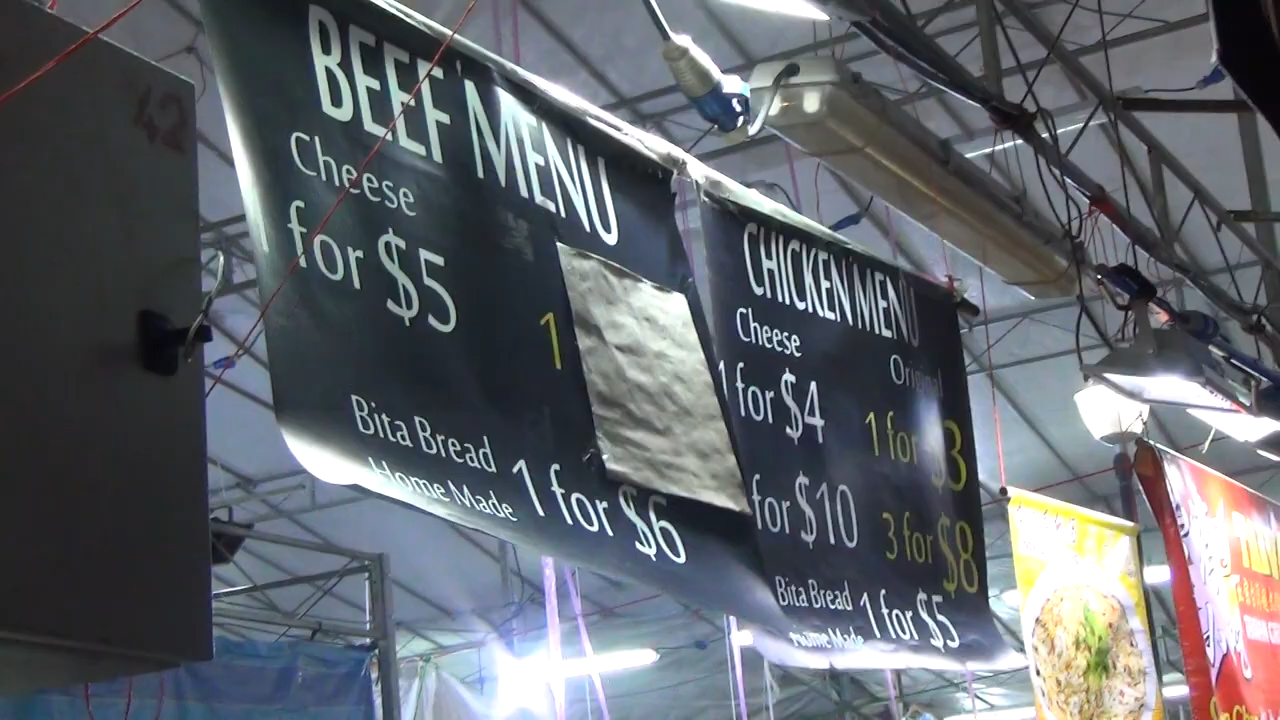 42
BEEF MENU
Cheese
for $5
1
Bita Bread
Home Made
1 for $6
CHICKEN MENU
Cheese
1 for $4
for $10
Original
1 for $3
3 for $8
Bita Bread
Home Made
1 for $5